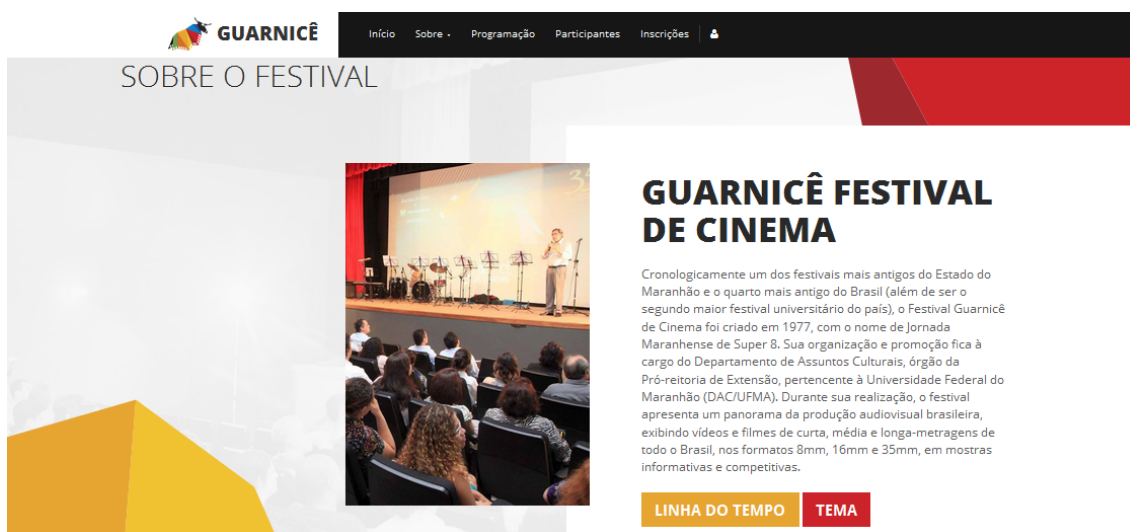 GUARNICÊ
Início Sobre Programação Participantes Inscrições
SOBRE O FESTIVAL
GUARNICÊ FESTIVAL
DE CINEMA
Cronologicamente um dos festivais mais antigos do Estado do
Maranhão e o quarto mais antigo do Brasil (além de ser o
segundo maior festival universitário do país), o Festival Guarnicê
de Cinema foi criado em 1977, com o nome de Jornada
Maranhense de Super 8. Sua organização e promoção fica à
cargo do Departamento de Assuntos Culturais, órgão da
Pró-reitoria de Extensão, pertencente à Universidade Federal do
Maranhão (DAC/UFMA). Durante sua realização, o festival
apresenta um panorama da produção audiovisual brasileira,
exibindo vídeos e filmes de curta, média e longa-metragens de
todo o Brasil, nos formatos 8mm, 16mm e 35mm, em mostras
informativas e competitivas.
LINHA DO TEMPO TEMA